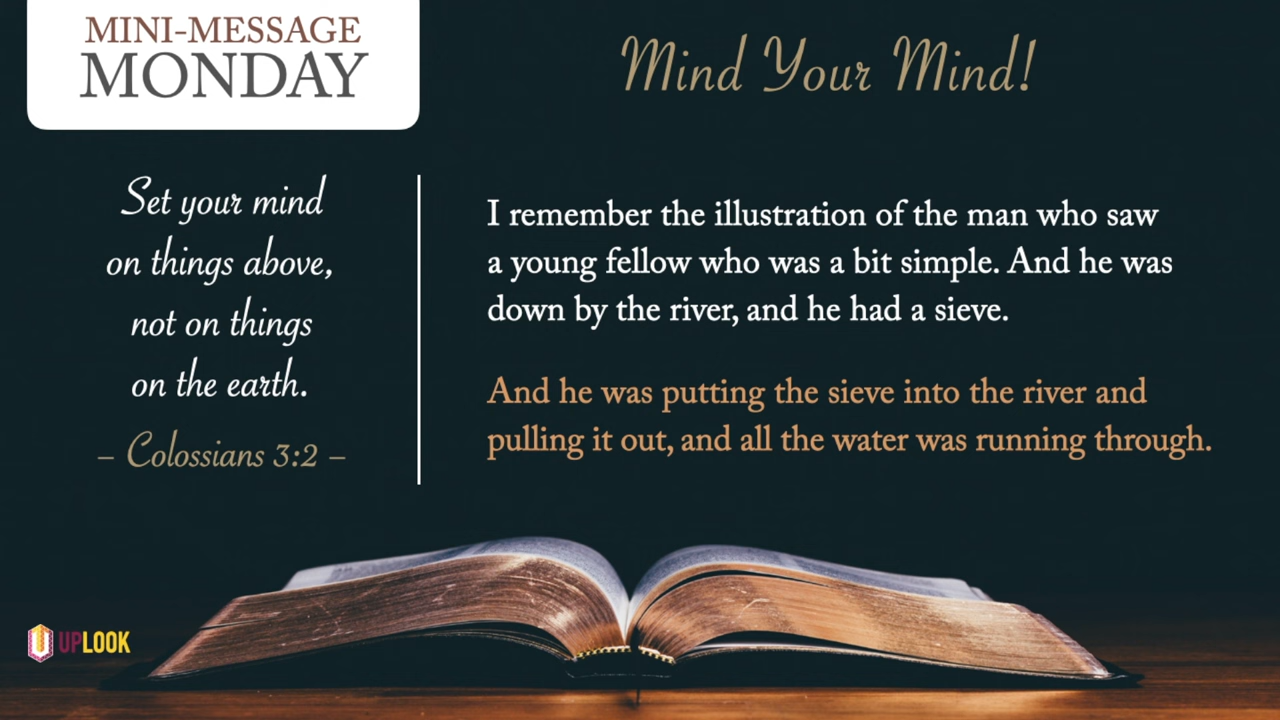 MINI-MESSAGE
MONDAY
Mind Your Mind!
Set your mind
on things above,
not on things
on the earth.
– Colossians 3:2 –
I remember the illustration of the man who saw
a young fellow who was a bit simple. And he was
down by the river, and he had a sieve.
And he was putting the sieve into the river and
pulling it out, and all the water was running through.
UPLOOK